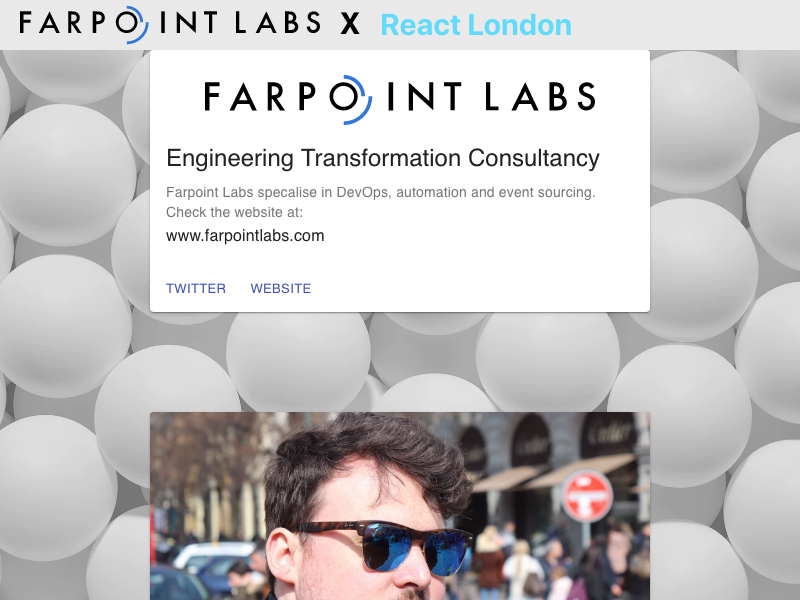 FARPOINT LABS X React London
FARPOINT LABS
Engineering Transformation Consultancy
Farpoint Labs specalise in DevOps, automation and event sourcing.
Check the website at:
www.farpointlabs.com
TWITTER WEBSITE